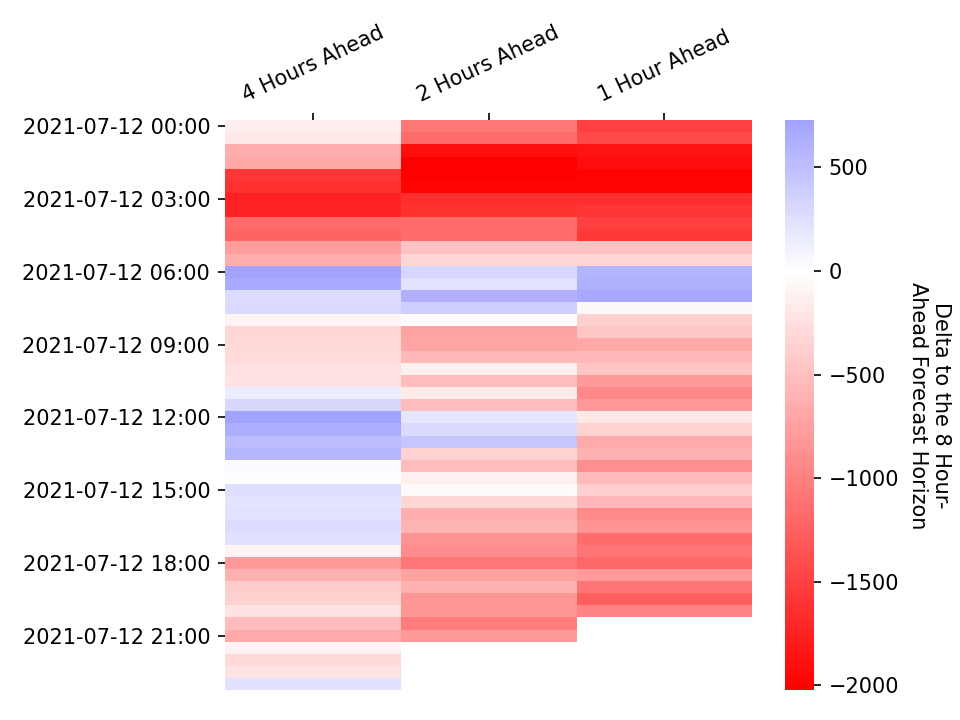 4 Hours Ahead
2 Hours Ahead
1 Hour Ahead
2021-07-12 00:00
2021-07-12 03:00
2021-07-12 06:00
2021-07-12 09:00
2021-07-12 12:00
2021-07-12 15:00
2021-07-12 18:00
2021-07-12 21:00
500
0
−500
−1000
−1500
−2000
Delta to the 8 Hour-
Ahead Forecast Horizon